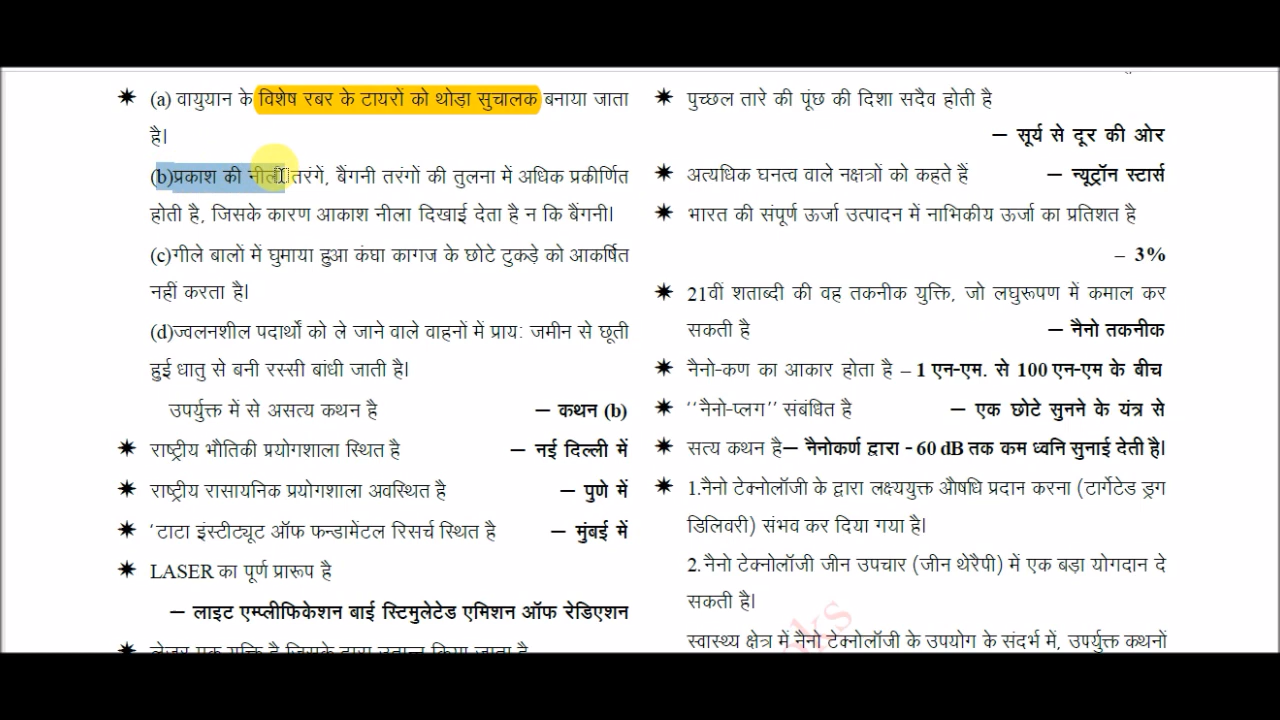 ✷ (a) वायुयान के विशेष रबर के टायरों को थोड़ा सुचालक बनाया जाता
है।
(b)प्रकाश की नीली तरंगें, बैंगनी तरंगों की तुलना में अधिक प्रकीर्णित
होती है, जिसके कारण आकाश नीला दिखाई देता है न कि बैंगनी।
(c)गीले बालों में घुमाया हुआ कंघा कागज के छोटे टुकड़े को आकर्षित
नहीं करता है।
(d)ज्वलनशील पदार्थों को ले जाने वाले वाहनों में प्राय: जमीन से छूती
हुई धातु से बनी रस्सी बांधी जाती है।
उपर्युक्त में से असत्य कथन है – कथन (b)
✷ राष्ट्रीय भौतिकी प्रयोगशाला स्थित है – नई दिल्ली में
✷ राष्ट्रीय रासायनिक प्रयोगशाला अवस्थित है – पुणे में
✷ 'टाटा इंस्टीट्यूट ऑफ फन्डामेंटल रिसर्च स्थित है – मुंबई में
✷ LASER का पूर्ण प्रारूप है
– लाइट एम्प्लीफिकेशन बाई स्टिमुलेटेड एमिशन ऑफ रेडिएशन
✷ लेजर एक युक्ति है जिसके द्वारा उत्पन्न किया जाता है
✷ पुच्छल तारे की पूंछ की दिशा सदैव होती है
– सूर्य से दूर की ओर
✷ अत्यधिक घनत्व वाले नक्षत्रों को कहते हैं – न्यूट्रॉन स्टार्स
✷ भारत की संपूर्ण ऊर्जा उत्पादन में नाभिकीय ऊर्जा का प्रतिशत है
– 3%
✷ 21वीं शताब्दी की वह तकनीक युक्ति, जो लघुरूपण में कमाल कर
सकती है – नैनो तकनीक
✷ नैनो-कण का आकार होता है – 1 एन-एम. से 100 एन-एम के बीच
✷ ''नैनो-प्लग'' संबंधित है – एक छोटे सुनने के यंत्र से
✷ सत्य कथन है– नैनोकर्ण द्वारा - 60 dB तक कम ध्वनि सुनाई देती है।
✷ 1.नैनो टेक्नोलॉजी के द्वारा लक्ष्ययुक्त औषधि प्रदान करना (टार्गेटेड ड्रग
डिलिवरी) संभव कर दिया गया है।
2. नैनो टेक्नोलॉजी जीन उपचार (जीन थेरैपी) में एक बड़ा योगदान दे
सकती है।
स्वास्थ्य क्षेत्र में नैनो टेक्नोलॉजी के उपयोग के संदर्भ में, उपर्युक्त कथनों